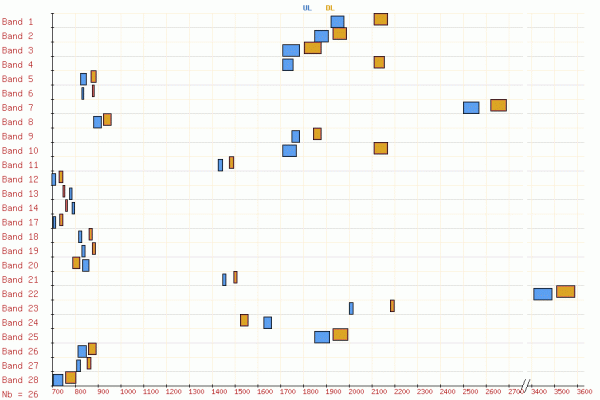 UL DL
Band 1
Band 2
Band 3
Band 4
Band 5
Band 6
Band 7
Band 8
Band 9
Band 10
Band 11
Band 12
Band 13
Band 14
Band 17
Band 18
Band 19
Band 20
Band 21
Band 22
Band 23
Band 24
Band 25
Band 26
Band 27
Band 28
Nb = 26 700 800 900 1000 1100 1200 1300 1400 1500 1600 1700 1800 1900 2000 2100 2200 2300 2400 2500 2600 2700 // 3400 3500 3600